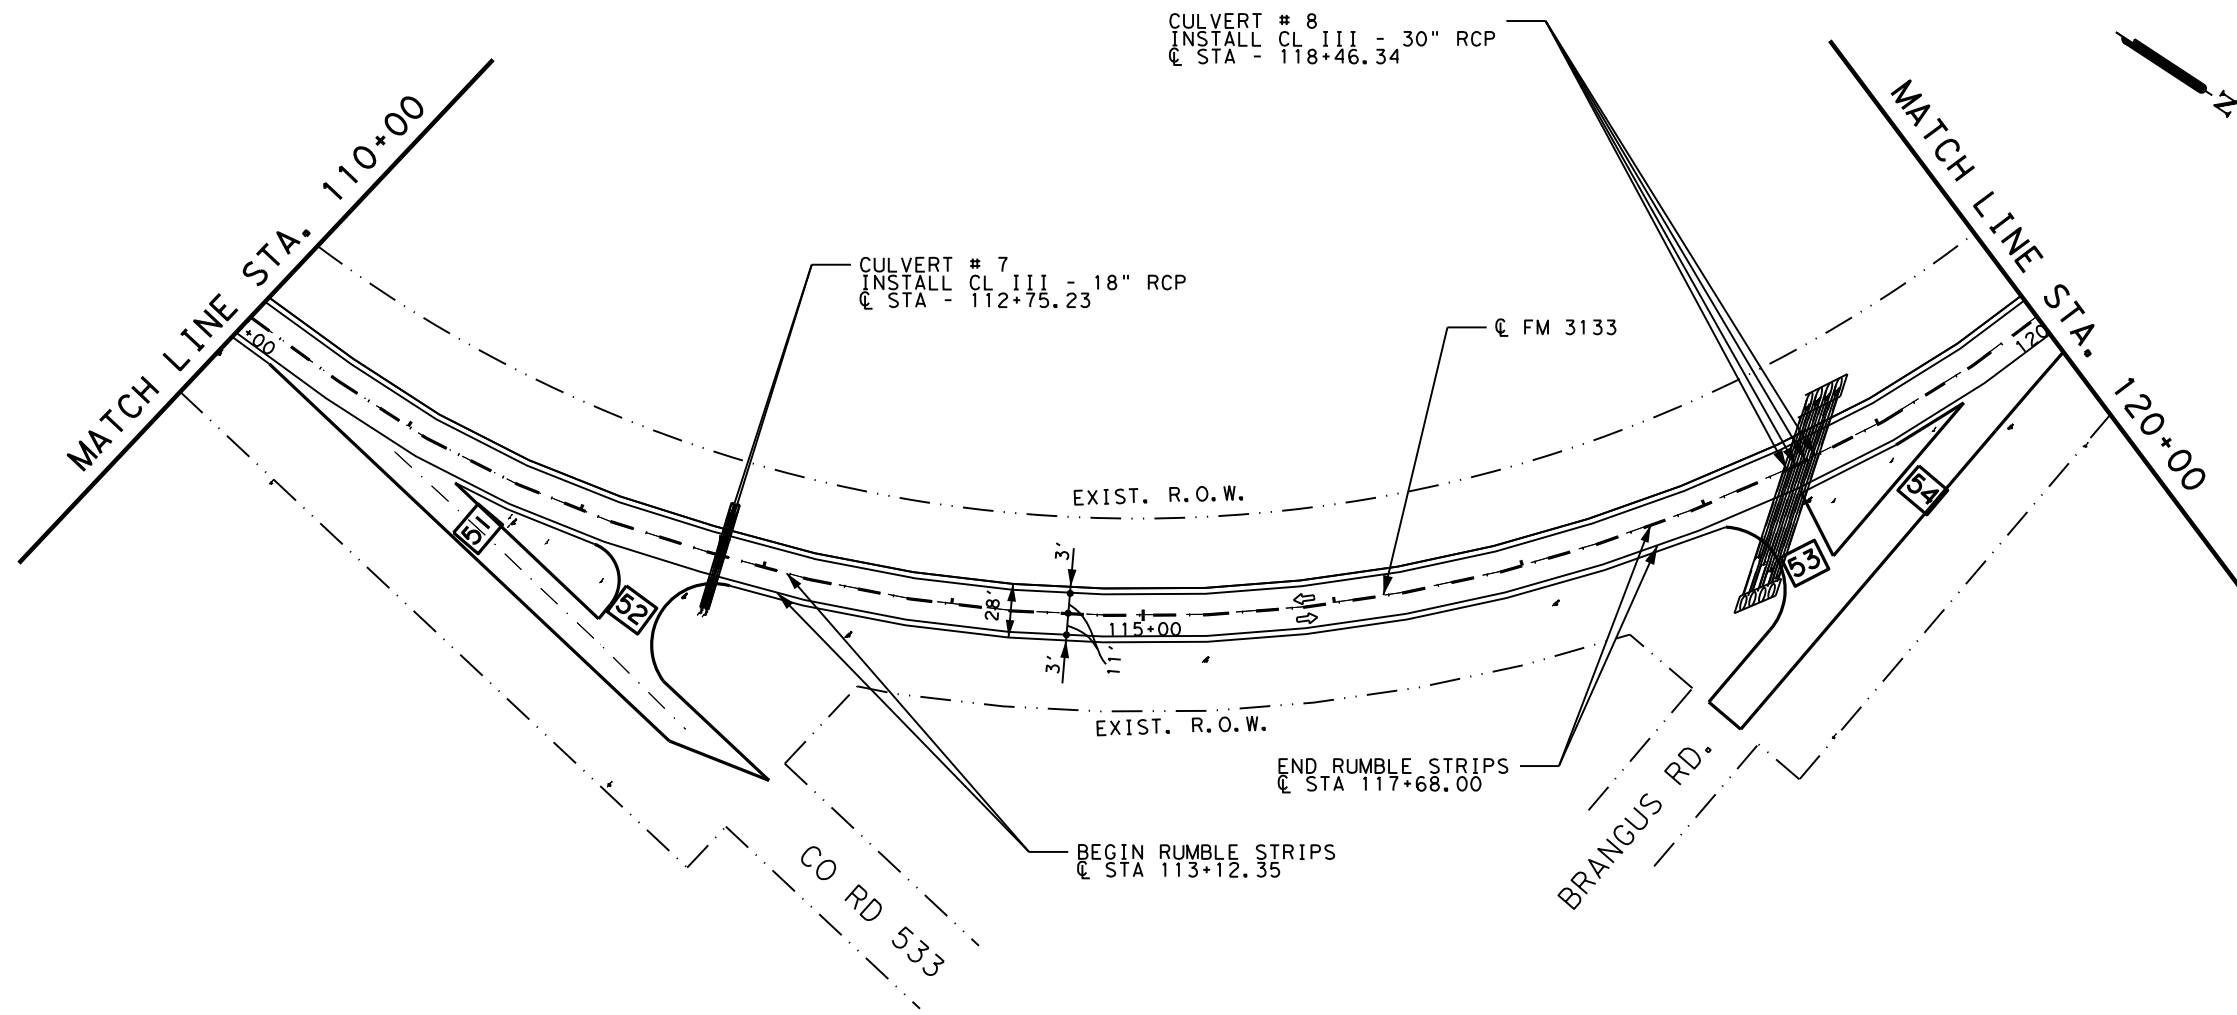 CULVERT # 8
INSTALL CL III - 30" RCP
℄ STA - 118+46.34
N
MATCH LINE STA. 110+00
MATCH LINE STA. 120+00
CULVERT # 7
INSTALL CL III - 18" RCP
℄ STA - 112+75.23
℄ FM 3133
+00
120
EXIST. R.O.W.
54
51
53
52
3'
28'
115+00
3'
11'
EXIST. R.O.W.
END RUMBLE STRIPS
℄ STA 117+68.00
BRANGUS RD.
BEGIN RUMBLE STRIPS
℄ STA 113+12.35
CO RD 533